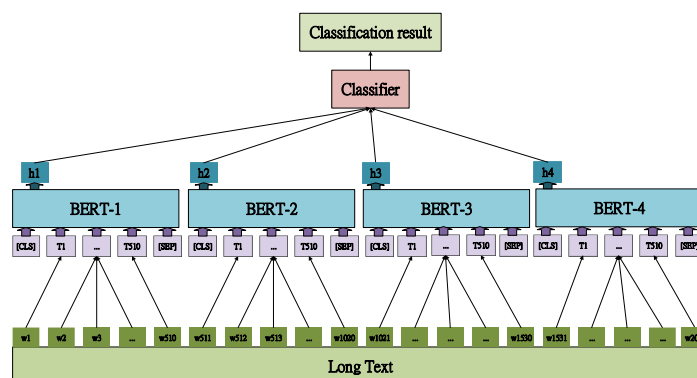 Classification result
Classifier
h1 h2 h3 h4
BERT-1 BERT-2 BERT-3 BERT-4
[CLS] T1 ... T510 [SEP] [CLS] T1 ... T510 [SEP] [CLS] T1 ... T510 [SEP] [CLS] T1 ... T510 [SEP]
w1 w2 w3 ... w510 w511 w512 w513 ... w1020 w1021 ... ... ... w1530 w1531 ... ... ... w20
Long Text